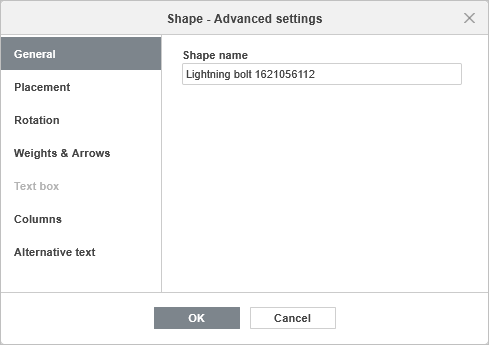 Shape - Advanced settings
General
Placement
Rotation
Weights & Arrows
Text box
Columns
Alternative text
Shape name
Lightning bolt 1621056112
OK
Cancel